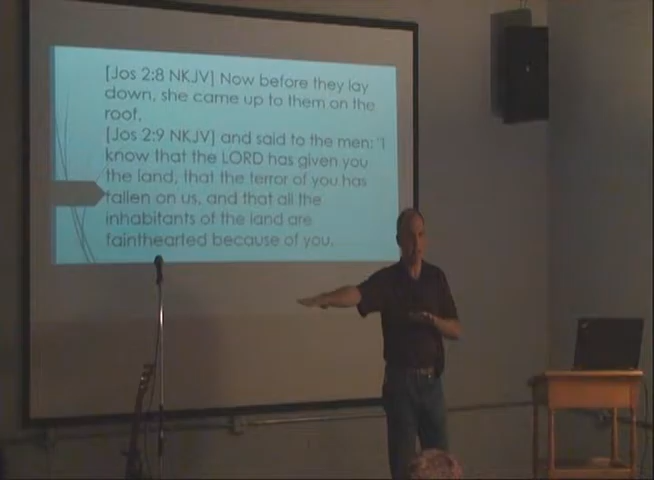 [Jos 2:8 NKJV] Now before they lay
down, she came up to them on the
roof,
[Jos 2:9 NKJV] and said to the men: "I
know that the LORD has given you
the land, that the terror of you has
fallen on us, and that all the
inhabitants of the land are
fainthearted because of you.